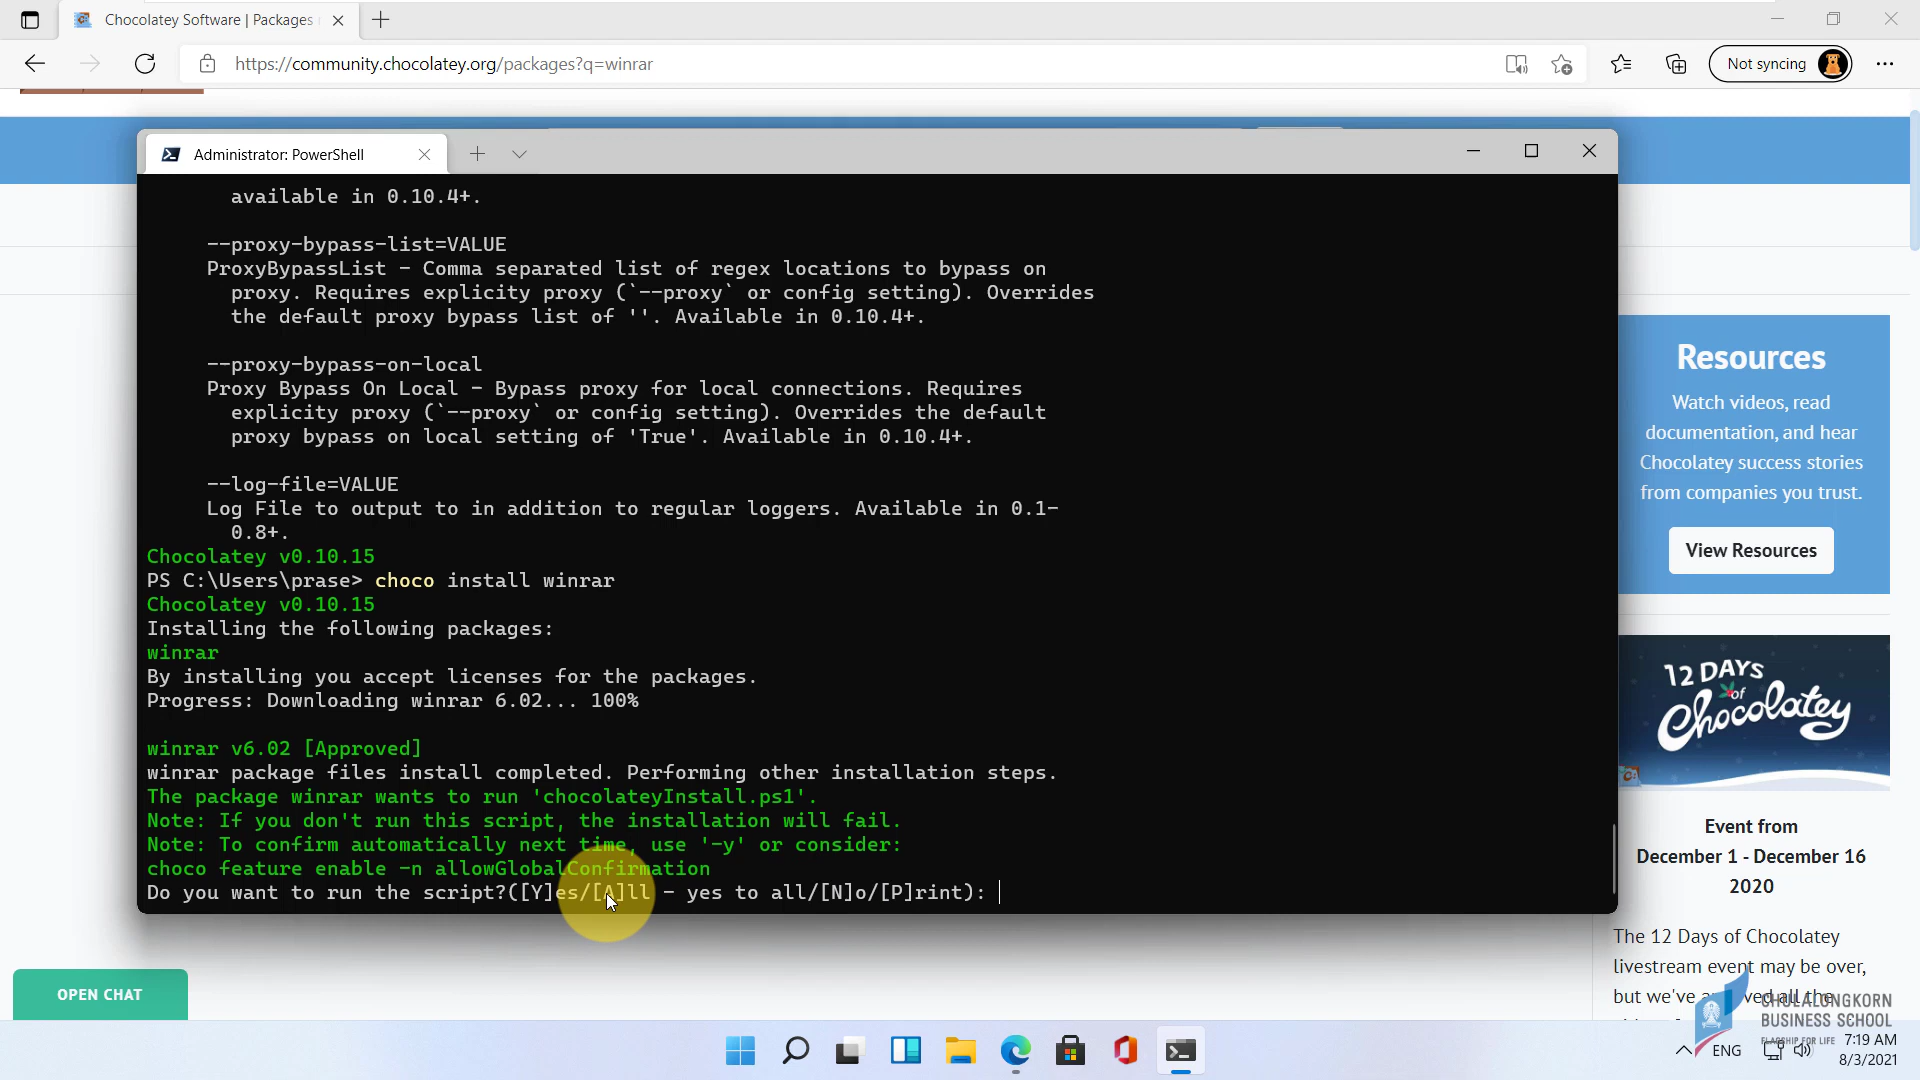 Chocolatey Software | Packages
https://community.chocolatey.org/packages?q=winrar
Not syncing
Administrator: PowerShell
available in 0.10.4+.
--proxy-bypass-list=VALUE
ProxyBypassList - Comma separated list of regex locations to bypass on
proxy. Requires explicity proxy (`--proxy` or config setting). Overrides
the default proxy bypass list of ''. Available in 0.10.4+.
--proxy-bypass-on-local
Proxy Bypass On Local - Bypass proxy for local connections. Requires
explicity proxy (`--proxy` or config setting). Overrides the default
proxy bypass on local setting of 'True'. Available in 0.10.4+.
--log-file=VALUE
Log File to output to in addition to regular loggers. Available in 0.1-
0.8+.
Chocolatey v0.10.15
PS C:\Users\prase> choco install winrar
Chocolatey v0.10.15
Installing the following packages:
winrar
By installing you accept licenses for the packages.
Progress: Downloading winrar 6.02... 100%
winrar v6.02 [Approved]
winrar package files install completed. Performing other installation steps.
The package winrar wants to run 'chocolateyInstall.ps1'.
Note: If you don't run this script, the installation will fail.
Note: To confirm automatically next time, use '-y' or consider:
choco feature enable -n allowGlobalConfirmation
Do you want to run the script?([Y]es/[A]ll - yes to all/[N]o/[P]rint):
Resources
Watch videos, read
documentation, and hear
Chocolatey success stories
from companies you trust.
View Resources
12 DAYS
of
Chocolatey
Event from
December 1 - December 16
2020
The 12 Days of Chocolatey
livestream event may be over,
but we've all the
OPEN CHAT
CHULALONGKORN
BUSINESS SCHOOL
FLAGSHIP FOR LIFE
ENG
7:19 AM
8/3/2021